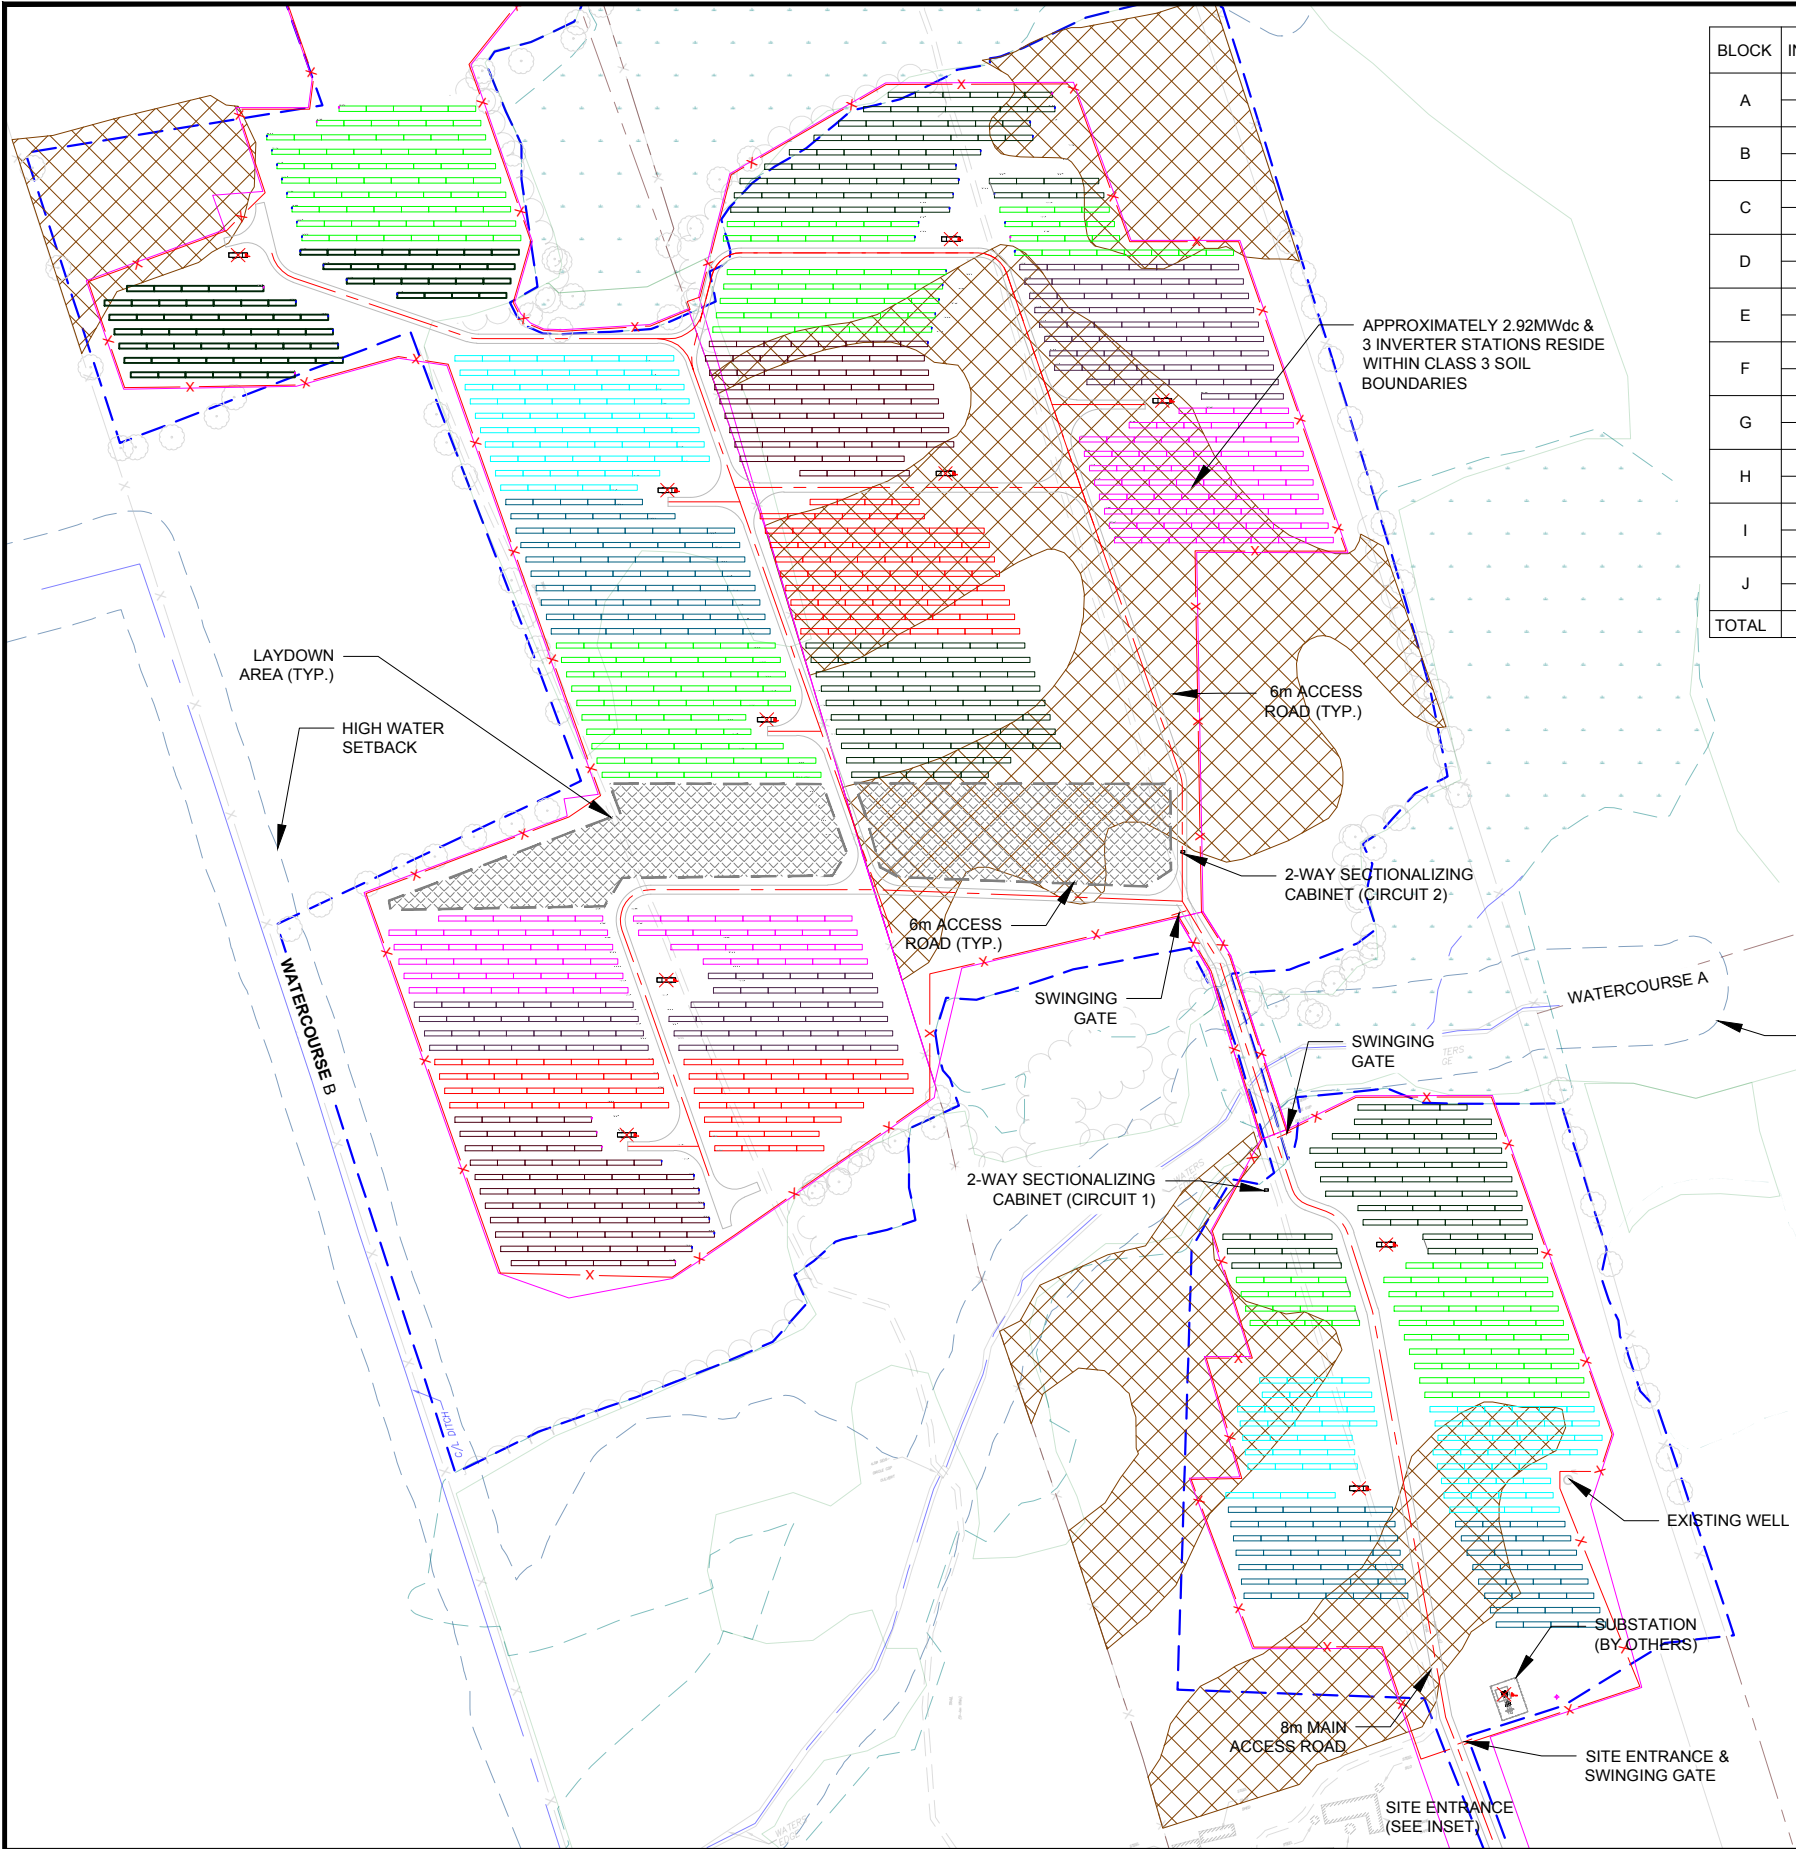 BLOCK
A
B
C
D
E
F
G
H
I
J
TOTAL
APPROXIMATELY 2.92MWdc &
3 INVERTER STATIONS RESIDE
WITHIN CLASS 3 SOIL
BOUNDARIES
LAYDOWN
AREA (TYP.)
HIGH WATER
SETBACK
6m ACCESS
ROAD (TYP.)
2-WAY SECTIONALIZING
CABINET (CIRCUIT 2)
6m ACCESS
ROAD (TYP.)
WATERCOURSE B
SWINGING
GATE
WATERCOURSE A
SWINGING
GATE
2-WAY SECTIONALIZING
CABINET (CIRCUIT 1)
C/L DITCH
EXISTING WELL
SUBSTATION
(BY OTHERS)
8m MAIN
ACCESS ROAD
SITE ENTRANCE &
SWINGING GATE
SITE ENTRANCE
(SEE INSET)
WATERS
EDGE